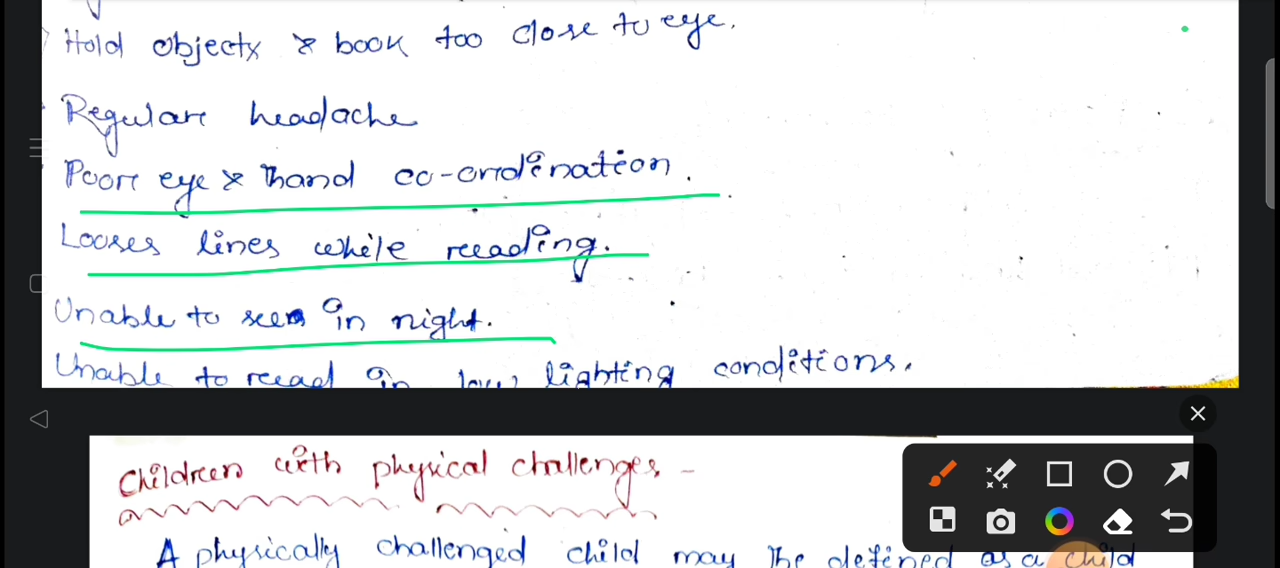 Hold objects & book too close to eye.
Regular headache
Poor eye & hand co-ordination.
Looses lines while reading.
Unable to see in night.
Unable to read in low lighting conditions.
Children with physical challenges -
A physically challenged child may be defined as a child